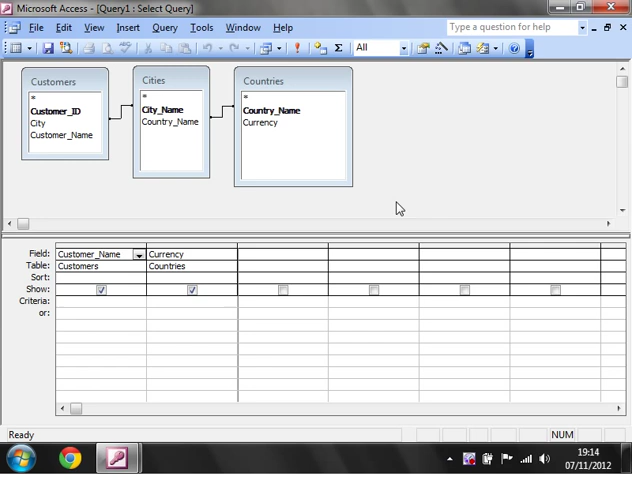 Microsoft Access - [Query1 : Select Query]
File Edit View Insert Query Tools Window Help
Type a question for help
All
Customers
*
Customer_ID
City
Customer_Name
Cities
*
City_Name
Country_Name
Countries
*
Country_Name
Currency
Field: Customer_Name Currency
Table: Customers Countries
Sort:
Show:
Criteria:
or:
Ready
NUM
19:14
07/11/2012